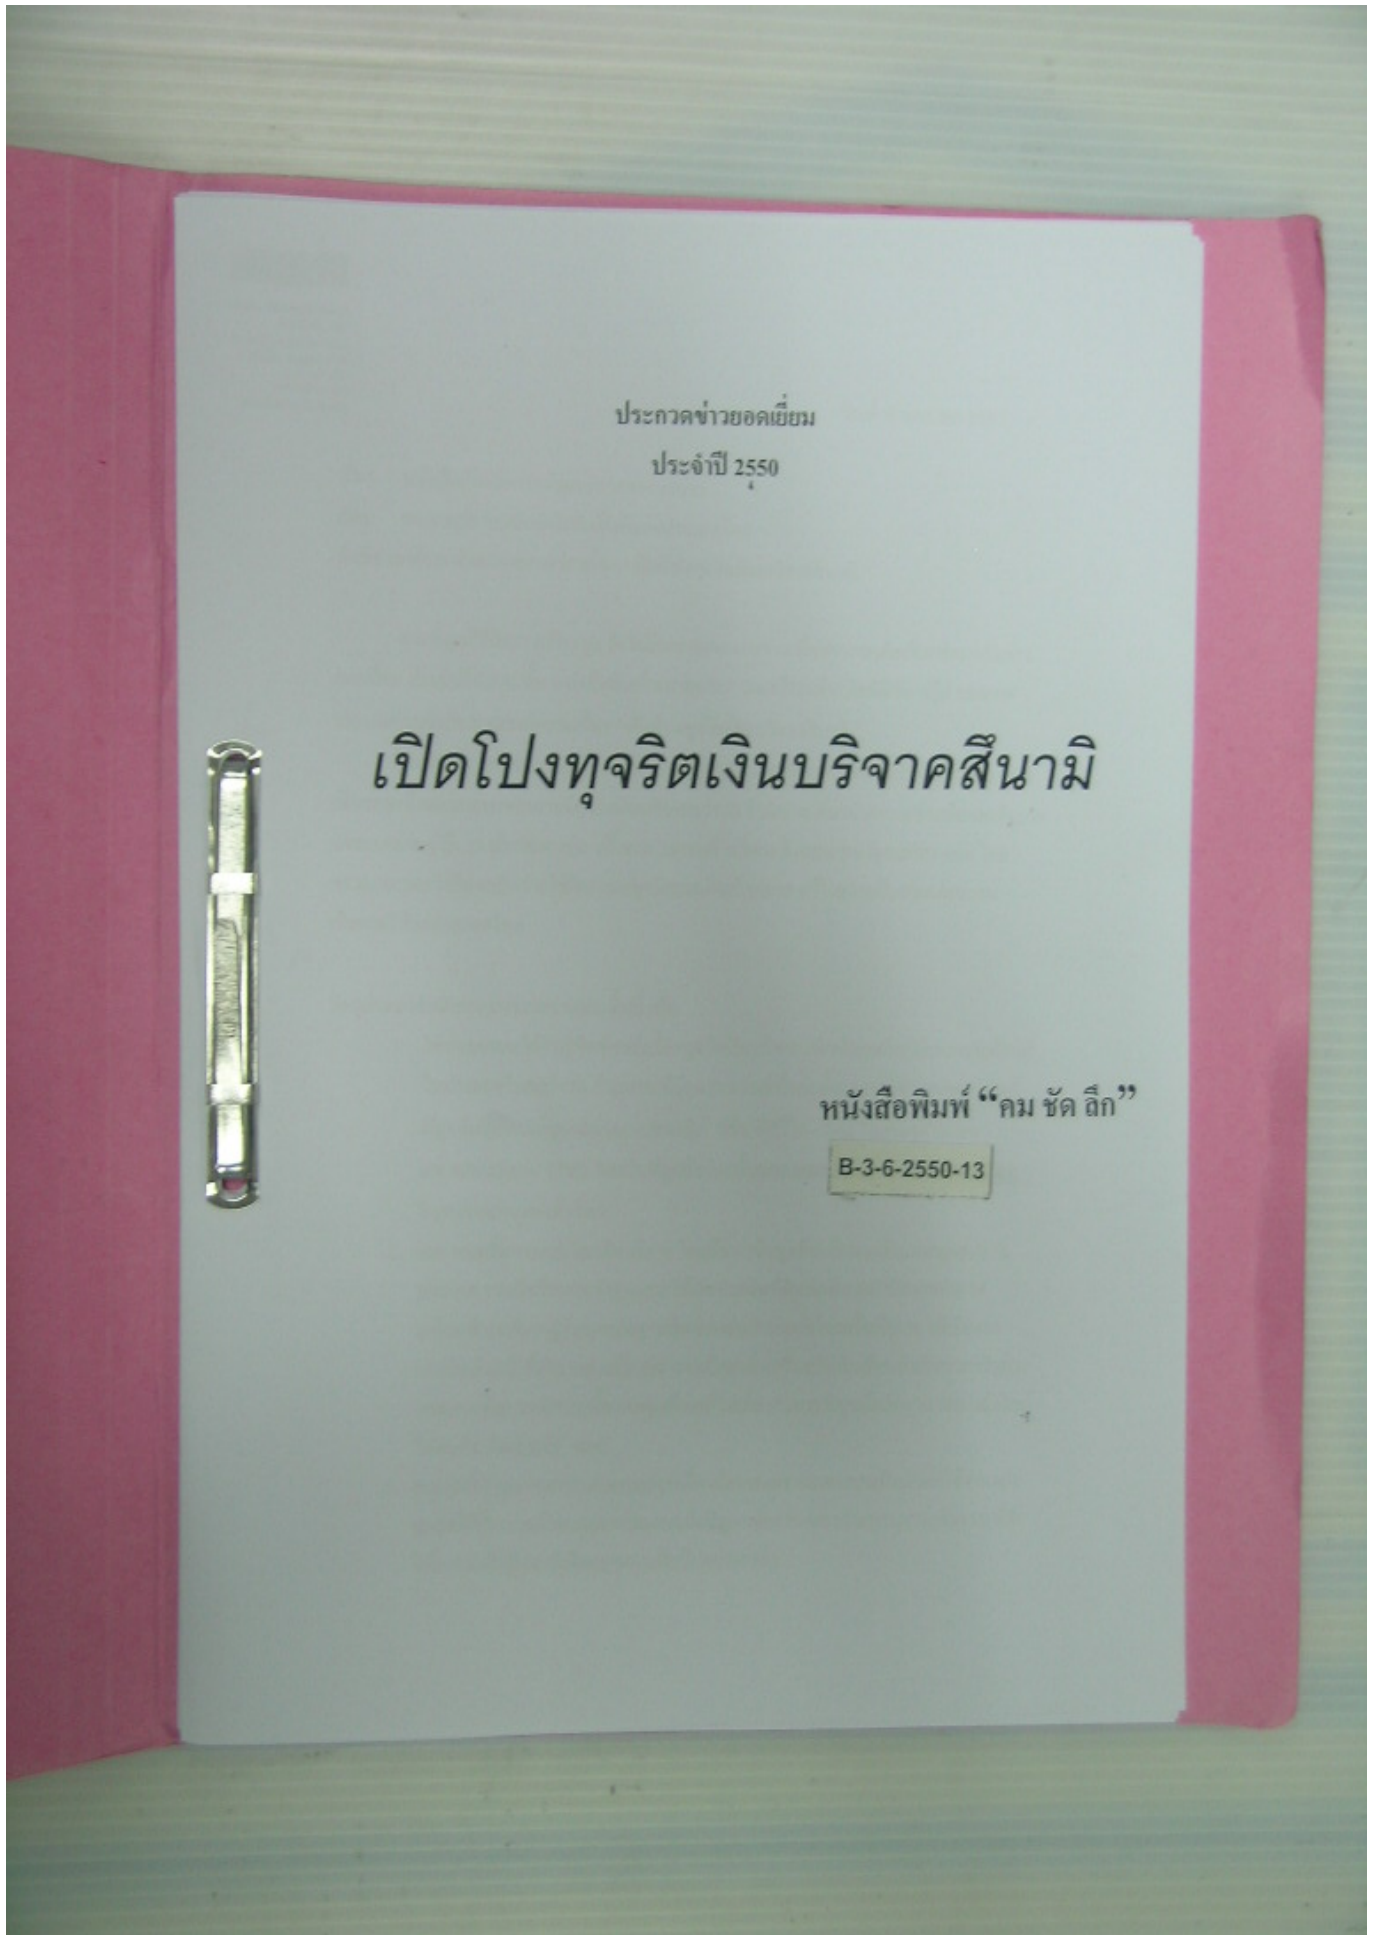 ประกวดข่าวยอดเยี่ยม
ประจำปี 2550
เปิดโปงทุจริตเงินบริจาคสึนามิ
หนังสือพิมพ์ “คม ชัด ลึก”
B-3-6-2550-13